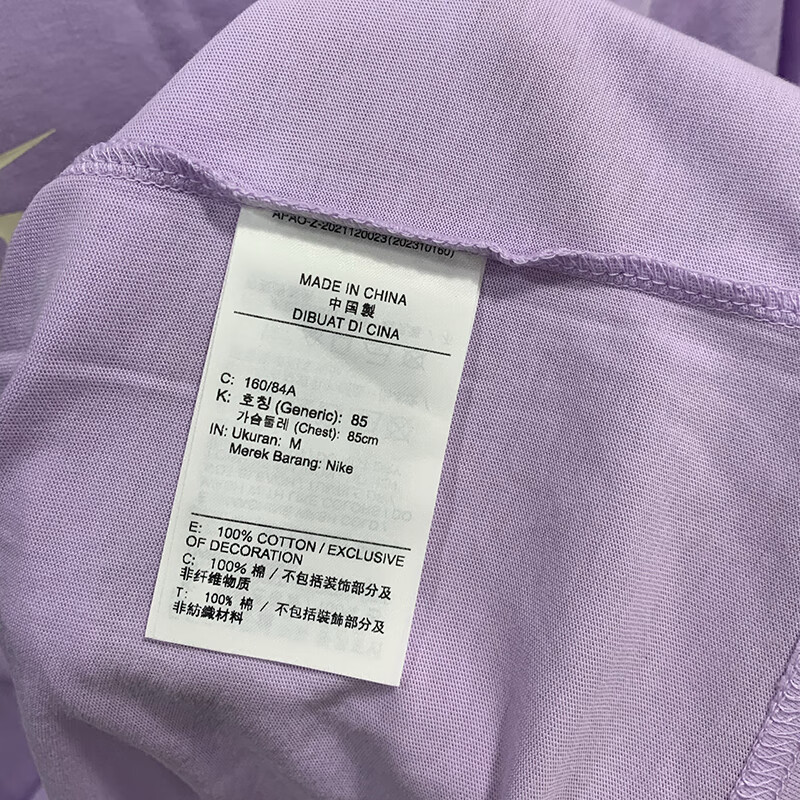 APAO-Z-2021120023(202310160)
MADE IN CHINA
中国製
DIBUAT DI CINA
C: 160/84A
K: 호칭 (Generic): 85
가슴둘레 (Chest): 85cm
IN: Ukuran: M
Merek Barang: Nike
E: 100% COTTON / EXCLUSIVE
OF DECORATION
C: 100% 棉 / 不包括装饰部分及
非纤维物质
T: 100% 棉 / 不包括裝飾部分及
非紡織材料